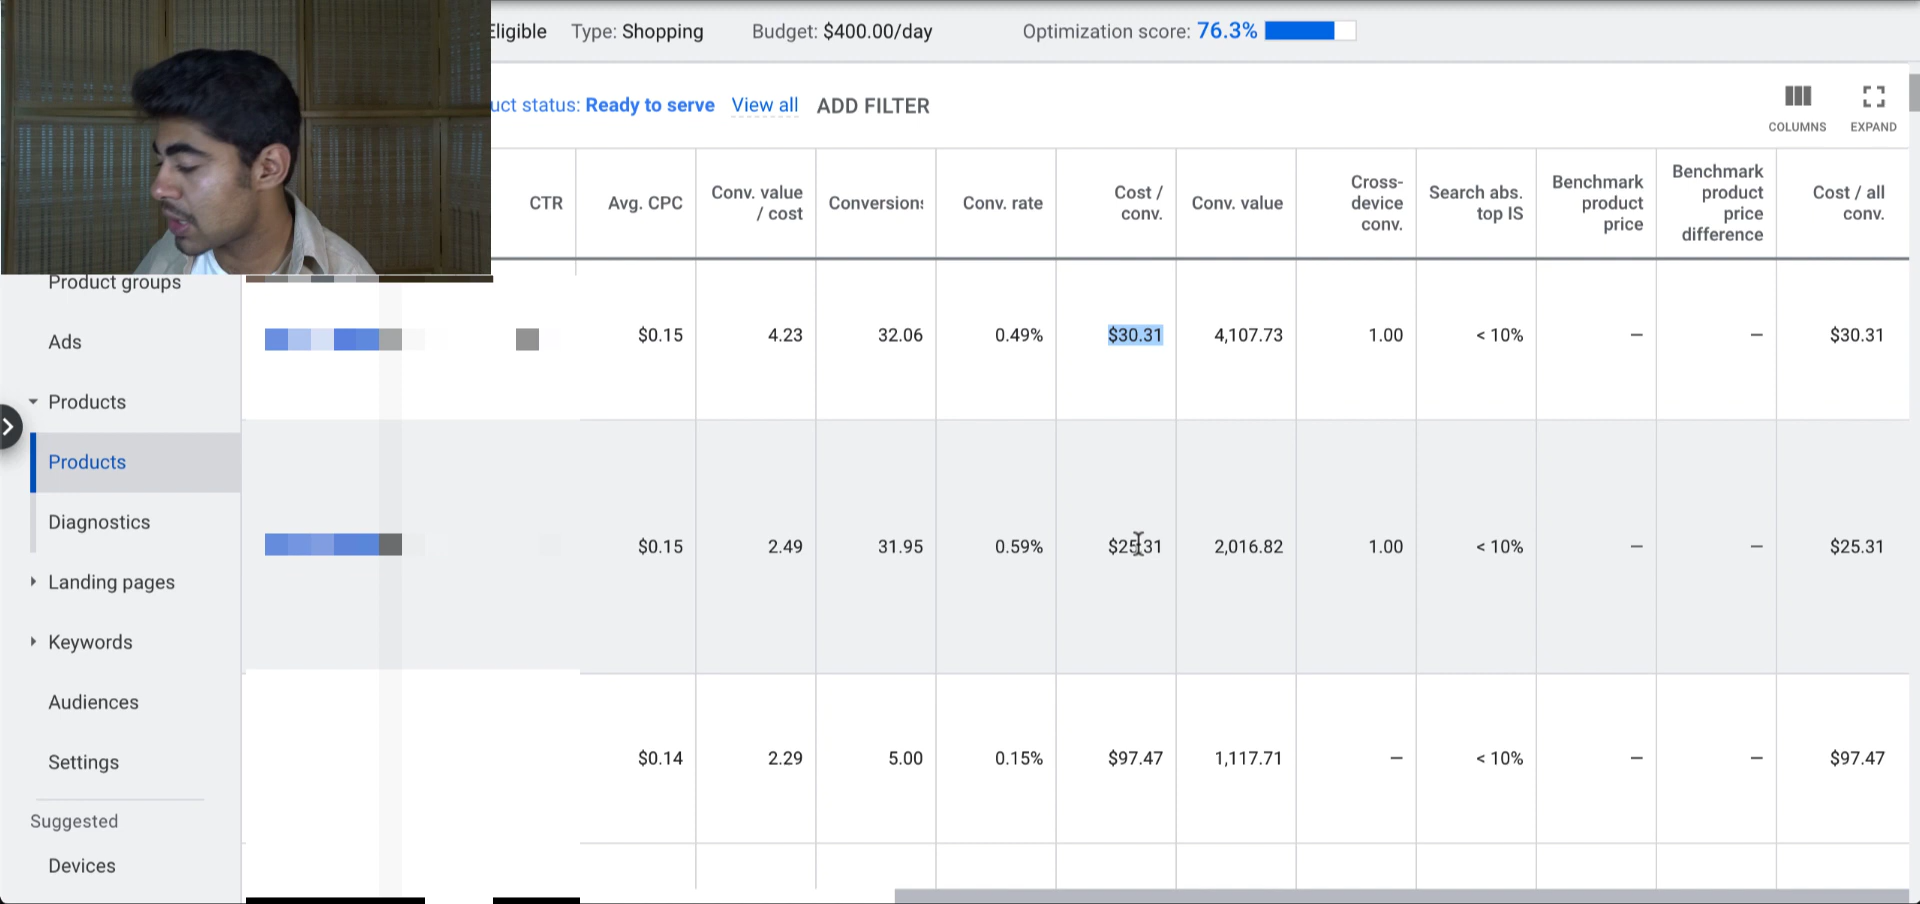 Eligible Type: Shopping Budget: $400.00/day Optimization score: 76.3%
uct status: Ready to serve View all ADD FILTER
COLUMNS EXPAND
CTR Avg. CPC Conv. value / cost Conversions Conv. rate Cost / conv. Conv. value Cross-device conv. Search abs. top IS Benchmark product price Benchmark product price difference Cost / all conv.
Product groups
$0.15 4.23 32.06 0.49% $30.31 4,107.73 1.00 < 10% — — $30.31
Ads
Products
Products
Diagnostics
$0.15 2.49 31.95 0.59% $25.31 2,016.82 1.00 < 10% — — $25.31
Landing pages
Keywords
Audiences
Settings
$0.14 2.29 5.00 0.15% $97.47 1,117.71 — < 10% — — $97.47
Suggested
Devices